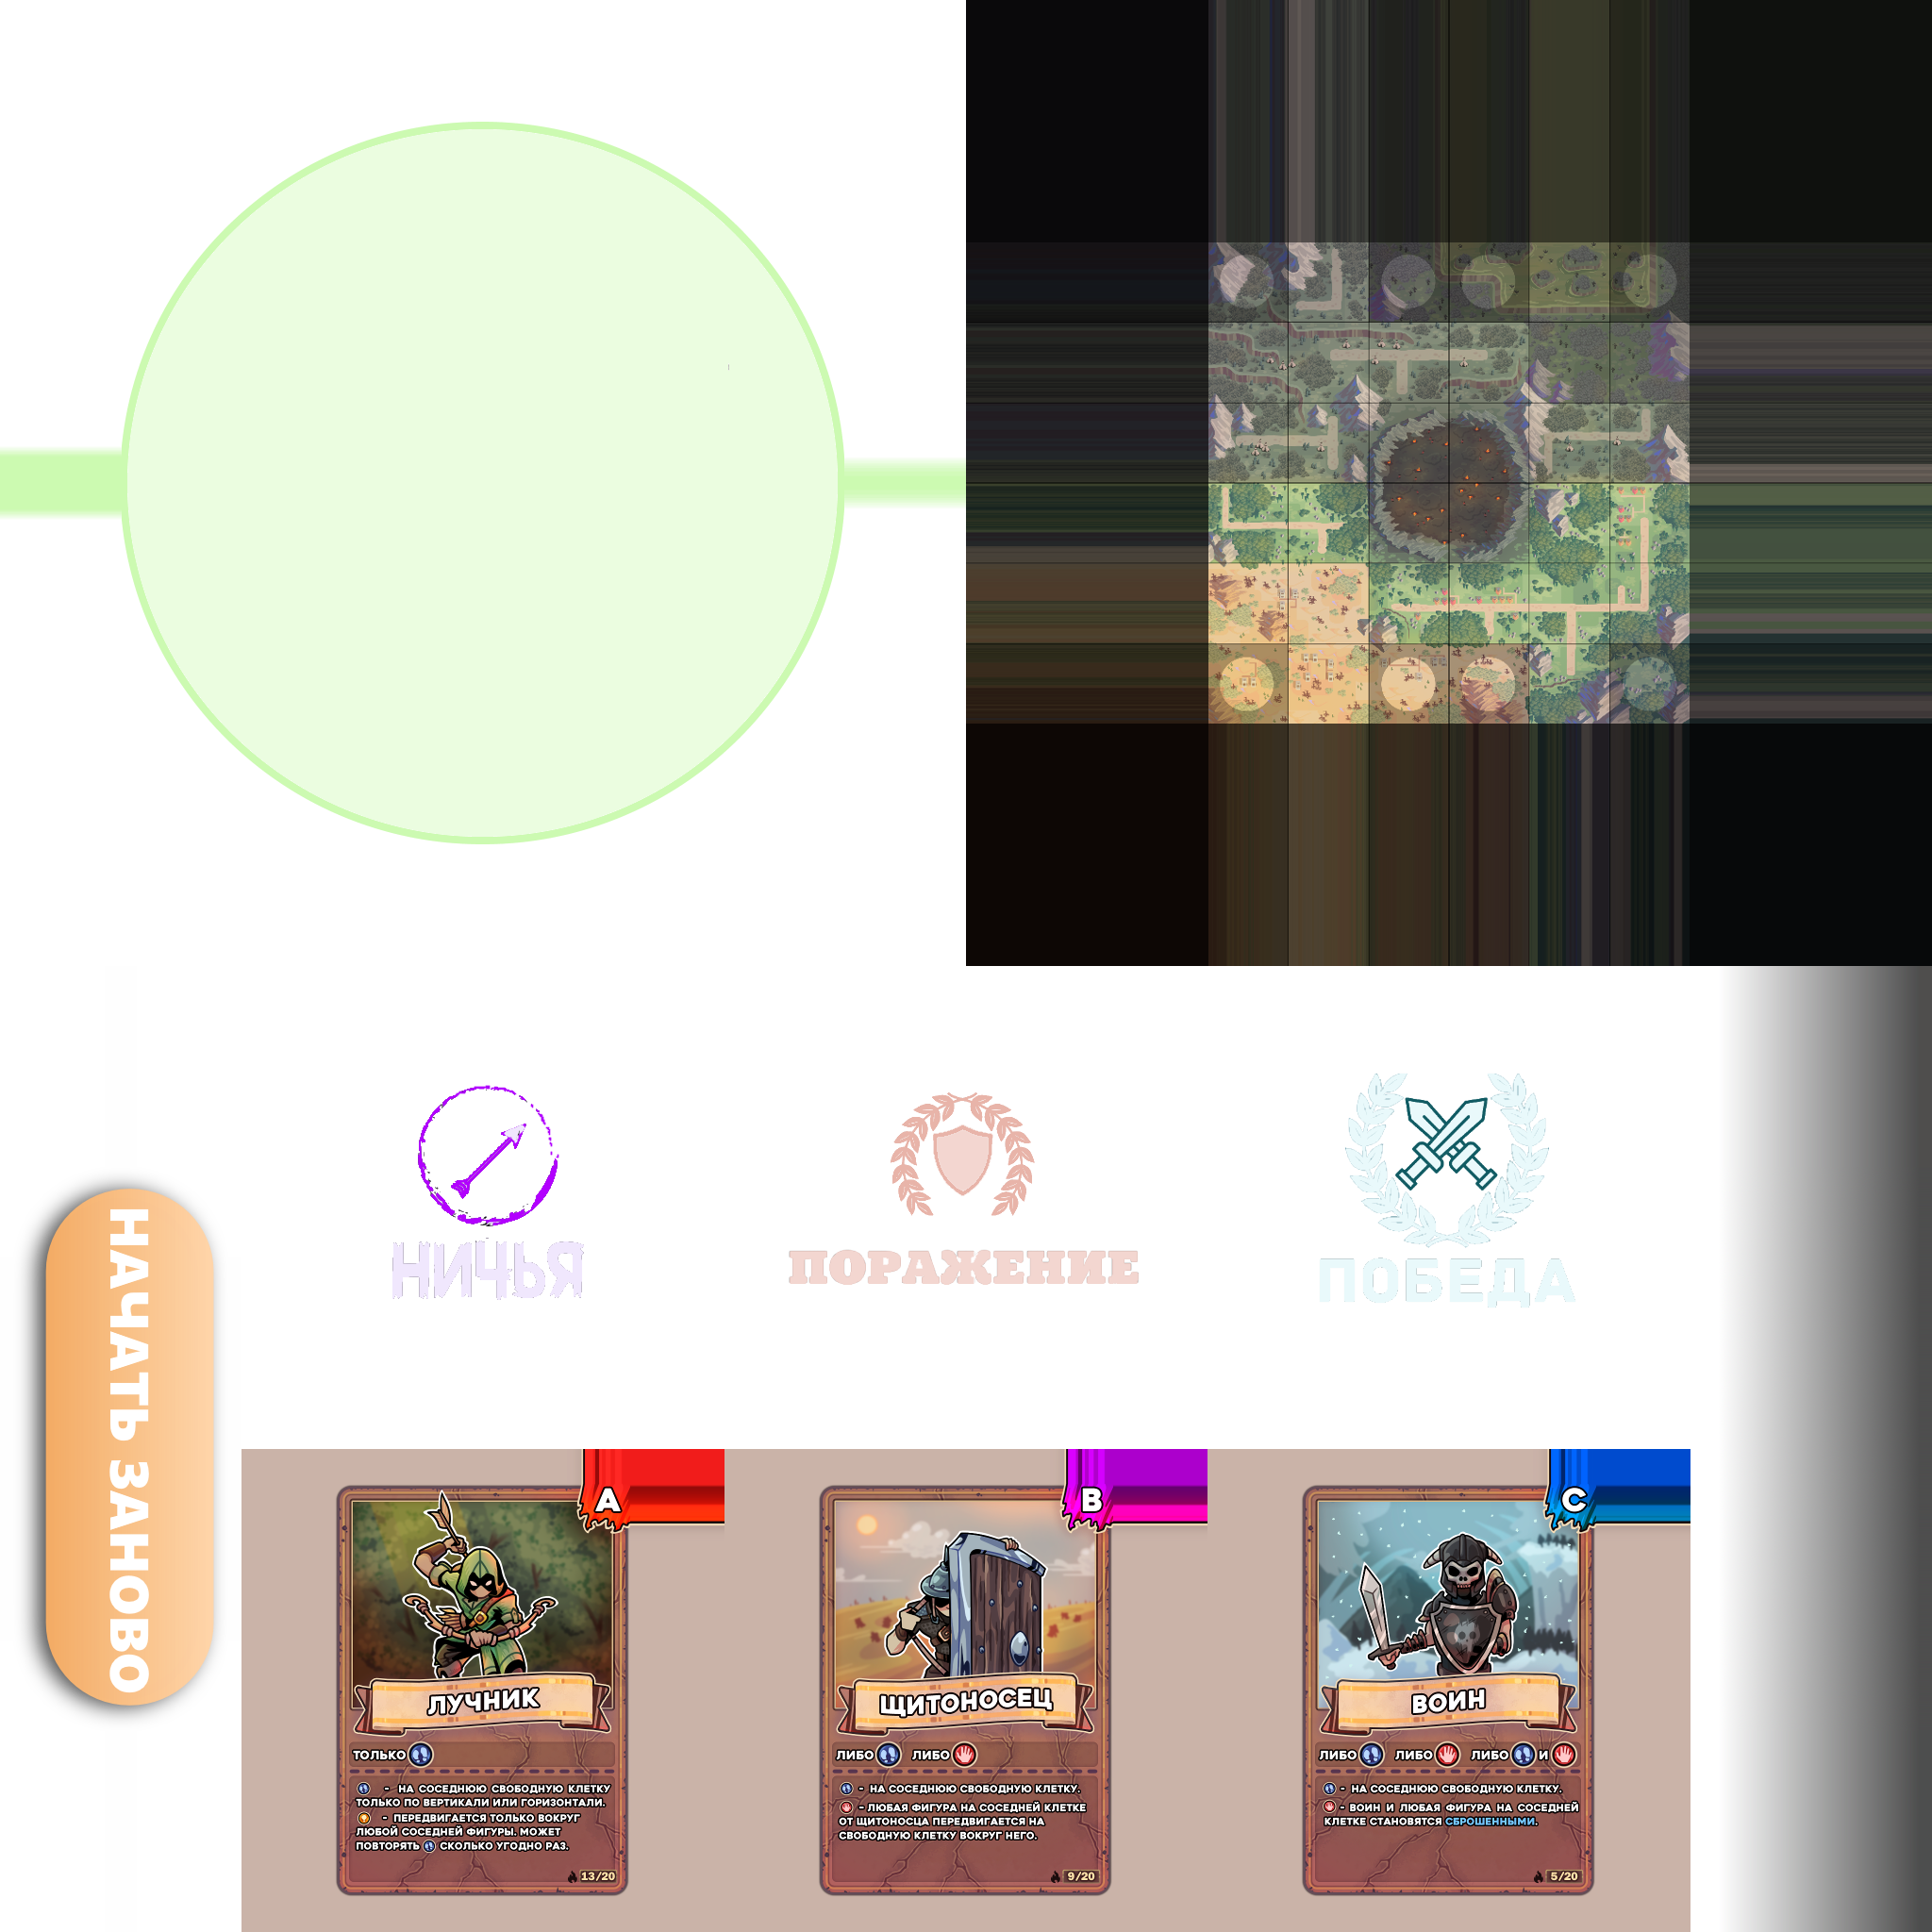 НИЧЬЯ
ПОРАЖЕНИЕ
ПОБЕДА
НАЧАТЬ ЗАНОВО
A
ЛУЧНИК
ТОЛЬКО
- НА СОСЕДНЮЮ СВОБОДНУЮ КЛЕТКУ
ТОЛЬКО ПО ВЕРТИКАЛИ ИЛИ ГОРИЗОНТАЛИ.
- ПЕРЕДВИГАЕТСЯ ТОЛЬКО ВОКРУГ
ЛЮБОЙ СОСЕДНЕЙ ФИГУРЫ. МОЖЕТ
ПОВТОРЯТЬ СКОЛЬКО УГОДНО РАЗ.
13/20
B
ЩИТОНОСЕЦ
ЛИБО ЛИБО
- НА СОСЕДНЮЮ СВОБОДНУЮ КЛЕТКУ.
- ЛЮБАЯ ФИГУРА НА СОСЕДНЕЙ КЛЕТКЕ
ОТ ЩИТОНОСЦА ПЕРЕДВИГАЕТСЯ НА
СВОБОДНУЮ КЛЕТКУ ВОКРУГ НЕГО.
9/20
C
ВОИН
ЛИБО ЛИБО ЛИБО И
- НА СОСЕДНЮЮ СВОБОДНУЮ КЛЕТКУ.
- ВОИН И ЛЮБАЯ ФИГУРА НА СОСЕДНЕЙ
КЛЕТКЕ СТАНОВЯТСЯ СБРОШЕННЫМИ.
5/20